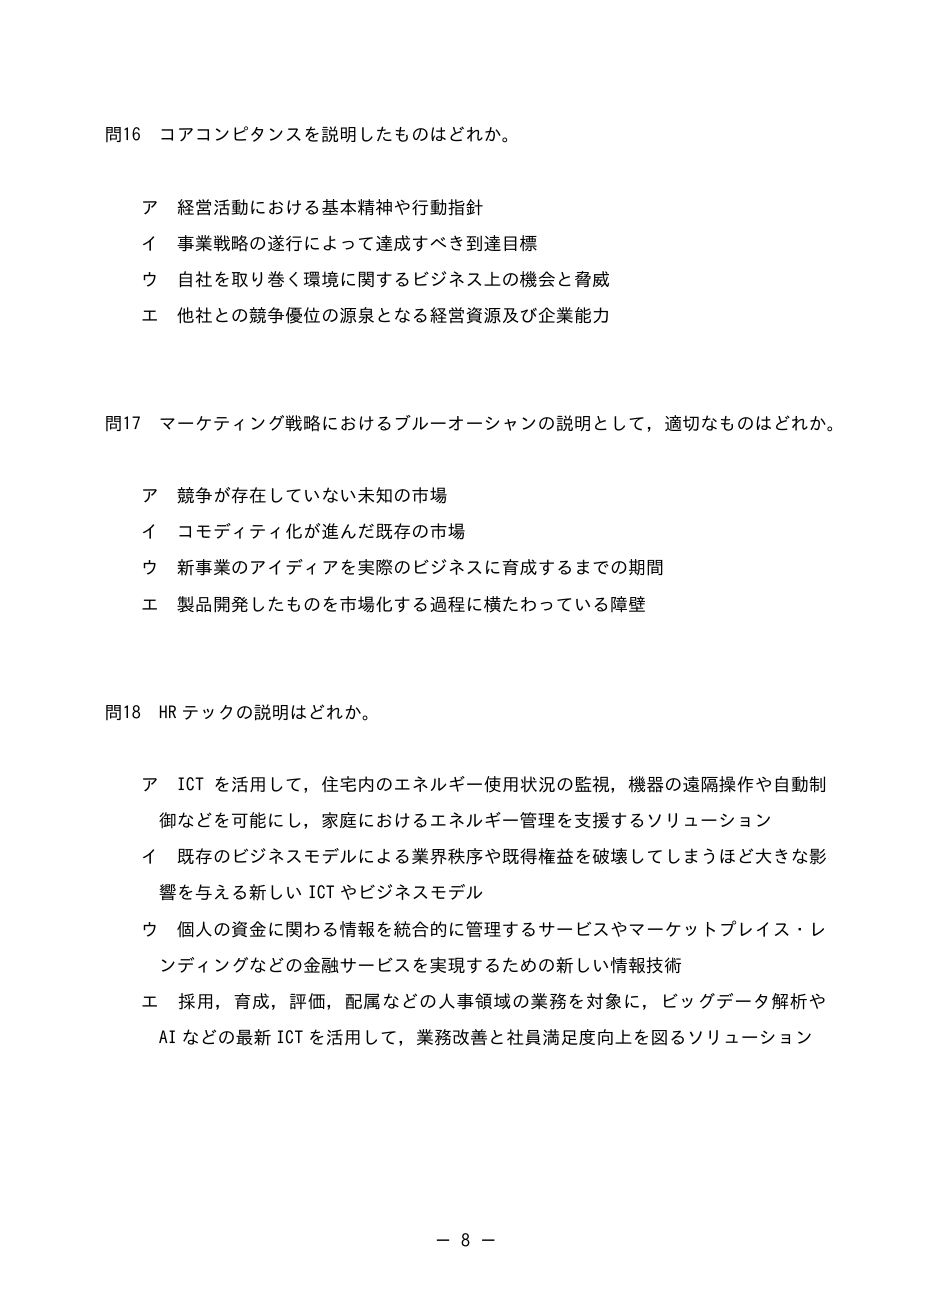 問16　コアコンピタンスを説明したものはどれか。
ア　経営活動における基本精神や行動指針
イ　事業戦略の遂行によって達成すべき到達目標
ウ　自社を取り巻く環境に関するビジネス上の機会と脅威
エ　他社との競争優位の源泉となる経営資源及び企業能力
問17　マーケティング戦略におけるブルーオーシャンの説明として，適切なものはどれか。
ア　競争が存在していない未知の市場
イ　コモディティ化が進んだ既存の市場
ウ　新事業のアイディアを実際のビジネスに育成するまでの期間
エ　製品開発したものを市場化する過程に横たわっている障壁
問18　HR テックの説明はどれか。
ア　ICT を活用して，住宅内のエネルギー使用状況の監視，機器の遠隔操作や自動制
御などを可能にし，家庭におけるエネルギー管理を支援するソリューション
イ　既存のビジネスモデルによる業界秩序や既得権益を破壊してしまうほど大きな影
響を与える新しい ICT やビジネスモデル
ウ　個人の資金に関わる情報を統合的に管理するサービスやマーケットプレイス・レ
ンディングなどの金融サービスを実現するための新しい情報技術
エ　採用，育成，評価，配属などの人事領域の業務を対象に，ビッグデータ解析や
AI などの最新 ICT を活用して，業務改善と社員満足度向上を図るソリューション
－ 8 －